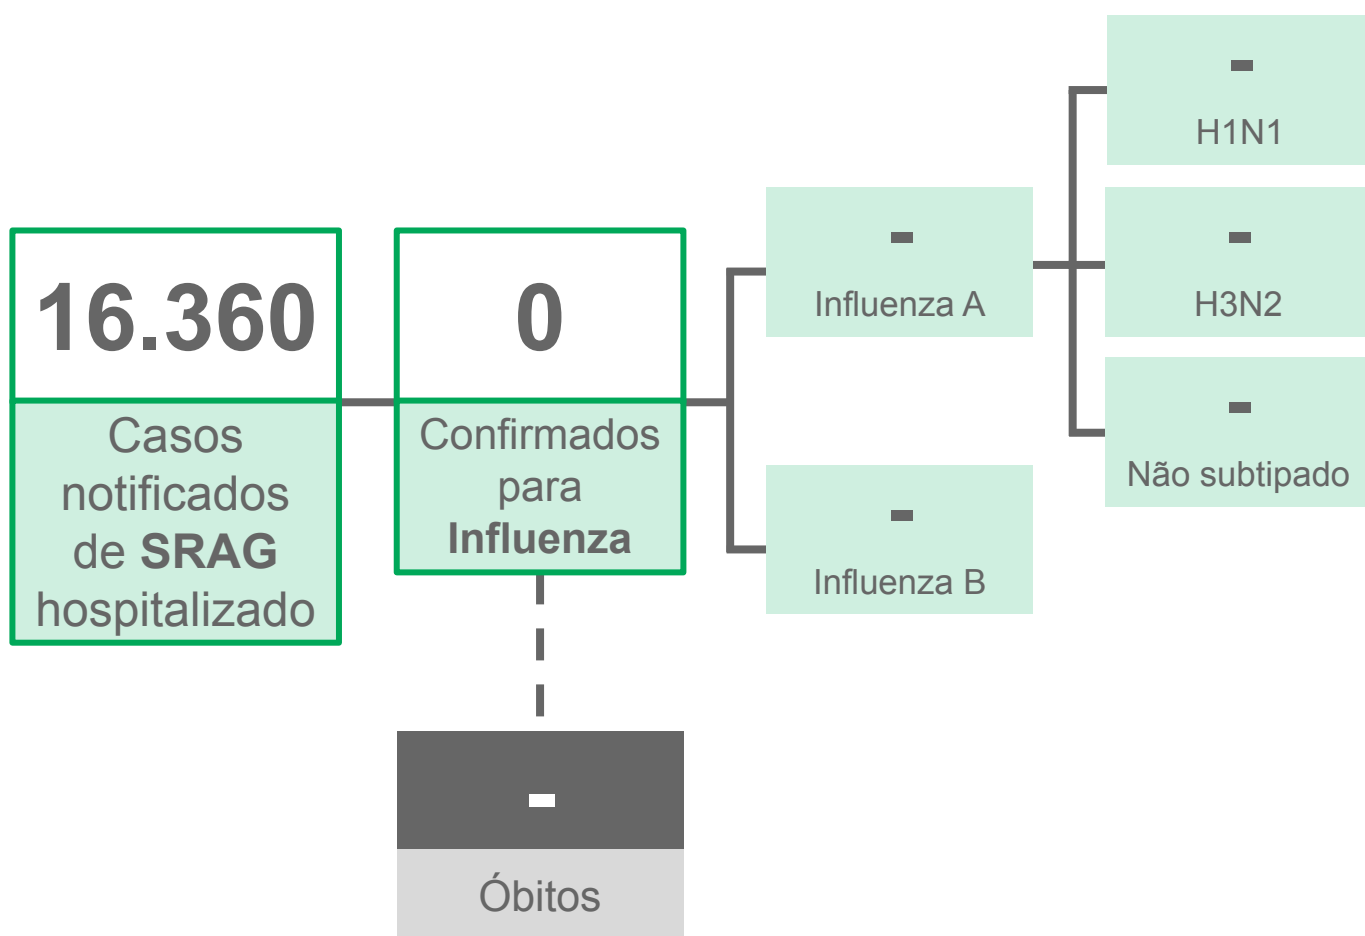 16.360
Casos
notificados
de SRAG
hospitalizado
0
Confirmados
para
Influenza
-
Óbitos
-
Influenza A
-
Influenza B
-
H1N1
-
H3N2
-
Não subtipado